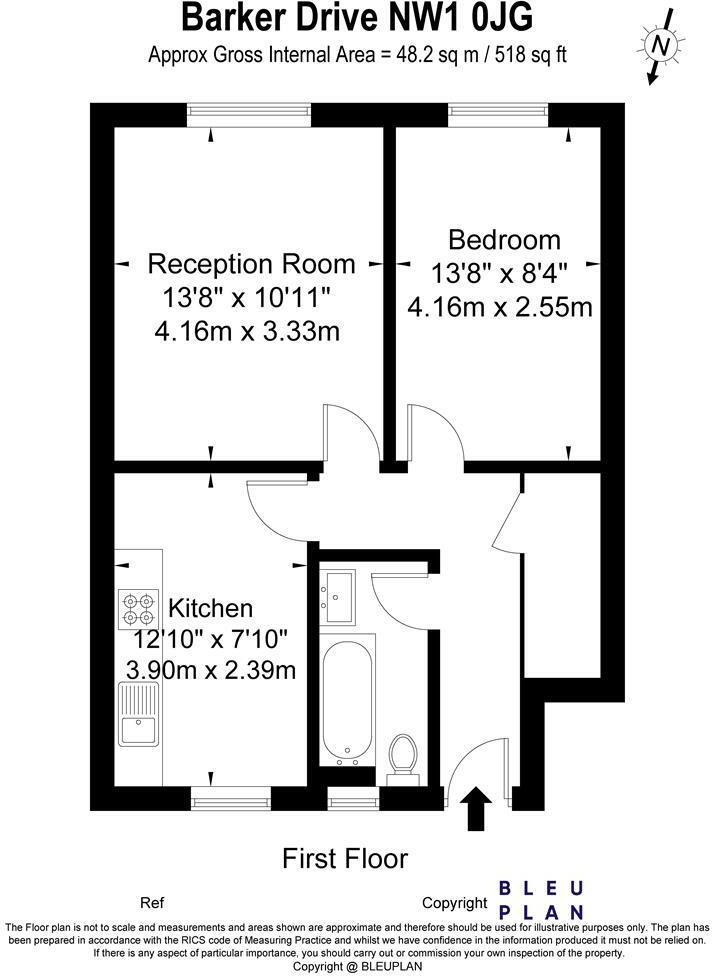 Barker Drive NW1 0JG
Approx Gross Internal Area = 48.2 sq m / 518 sq ft
N
Reception Room
13'8" x 10'11"
4.16m x 3.33m
Bedroom
13'8" x 8'4"
4.16m x 2.55m
Kitchen
12'10" x 7'10"
3.90m x 2.39m
First Floor
Ref
Copyright
BLEU
PLAN
The Floor plan is not to scale and measurements and areas shown are approximate and therefore should be used for illustrative purposes only. The plan has
been prepared in accordance with the RICS code of Measuring Practice and whilst we have confidence in the information produced it must not be relied on.
If there is any aspect of particular importance, you should carry out or commission your own inspection of the property.
Copyright @ BLEUPLAN